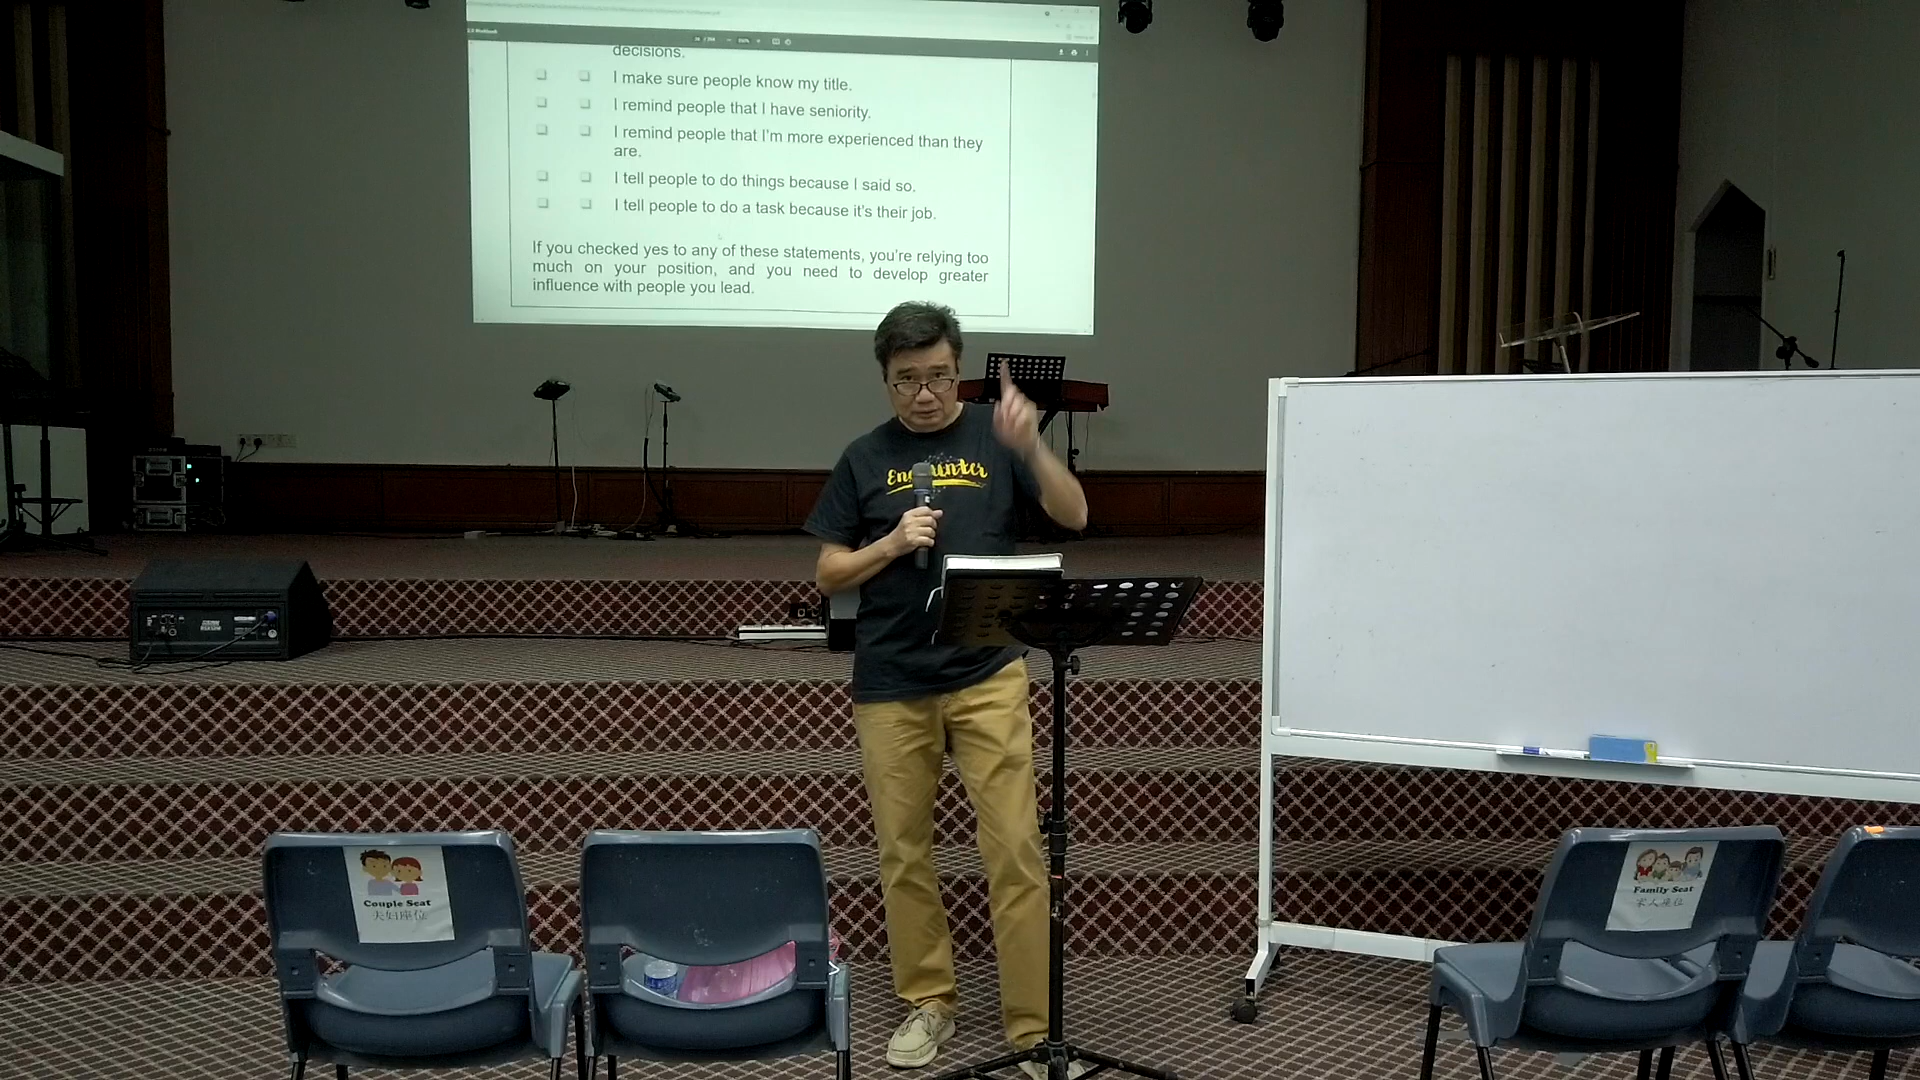 decisions.
I make sure people know my title.
I remind people that I have seniority.
I remind people that I'm more experienced than they
are.
I tell people to do things because I said so.
I tell people to do a task because it's their job.
If you checked yes to any of these statements, you're relying too
much on your position, and you need to develop greater
influence with people you lead.
Couple Seat
夫妇座位
Family Seat
家人座位